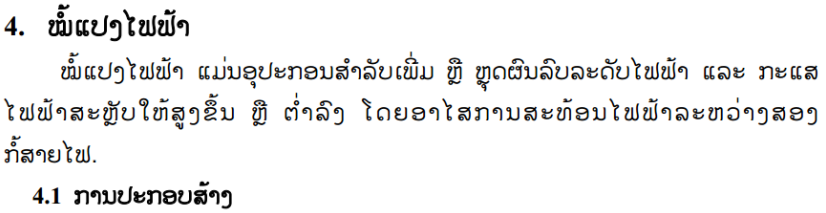 4. ໝໍ້ແປງໄຟຟ້າ
ໝໍ້ແປງໄຟຟ້າ ແມ່ນອຸປະກອນສຳລັບເພີ່ມ ຫຼື ຫຼຸດຜົນລົບລະດັບໄຟຟ້າ ແລະ ກະແສ
ໄຟຟ້າສະຫຼັບໃຫ້ສູງຂຶ້ນ ຫຼື ຕ່ຳລົງ ໂດຍອາໄສການສະທ້ອນໄຟຟ້າລະຫວ່າງສອງ
ກໍ້ສາຍໄຟ.
4.1 ການປະກອບສ້າງ